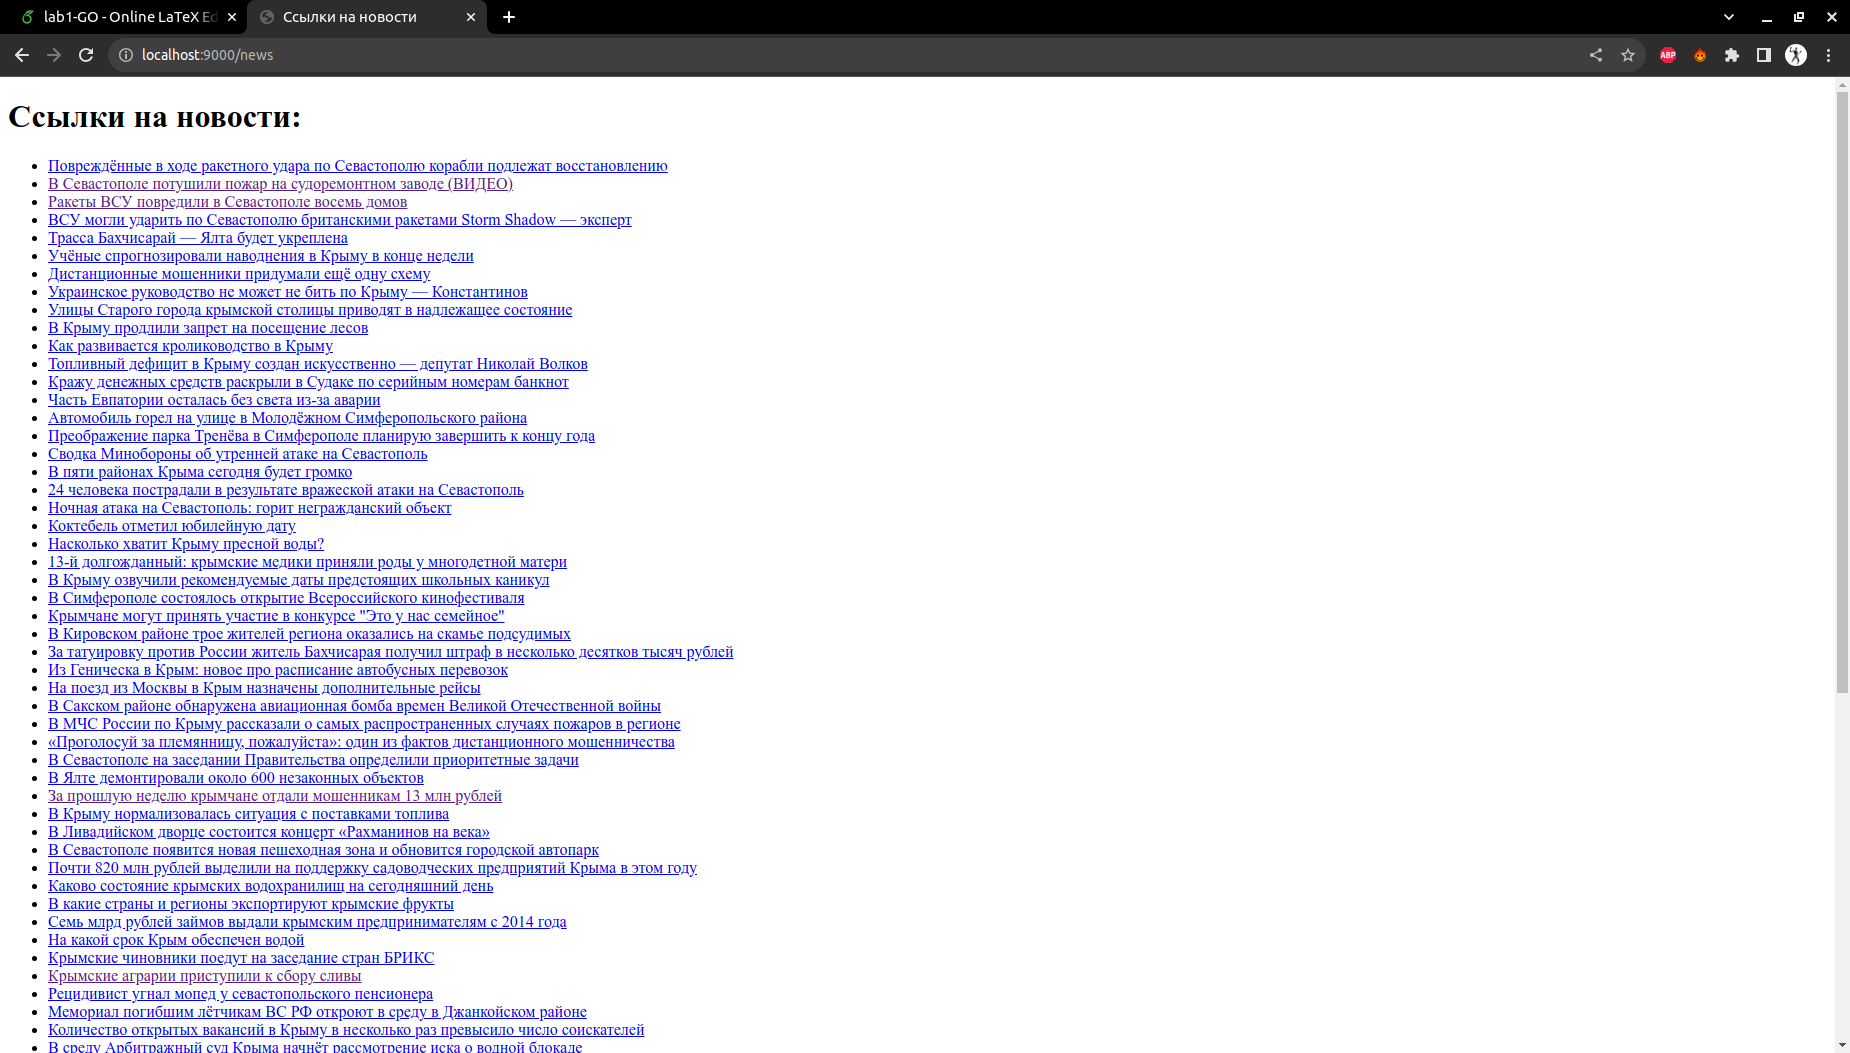 lab1-GO - Online LaTeX Ed
Ссылки на новости
localhost:9000/news
ABP
Ссылки на новости:
Повреждённые в ходе ракетного удара по Севастополю корабли подлежат восстановлению
В Севастополе потушили пожар на судоремонтном заводе (ВИДЕО)
Ракеты ВСУ повредили в Севастополе восемь домов
ВСУ могли ударить по Севастополю британскими ракетами Storm Shadow — эксперт
Трасса Бахчисарай — Ялта будет укреплена
Учёные спрогнозировали наводнения в Крыму в конце недели
Дистанционные мошенники придумали ещё одну схему
Украинское руководство не может не бить по Крыму — Константинов
Улицы Старого города крымской столицы приводят в надлежащее состояние
В Крыму продлили запрет на посещение лесов
Как развивается кролиководство в Крыму
Топливный дефицит в Крыму создан искусственно — депутат Николай Волков
Кражу денежных средств раскрыли в Судаке по серийным номерам банкнот
Часть Евпатории осталась без света из-за аварии
Автомобиль горел на улице в Молодёжном Симферопольского района
Преображение парка Тренёва в Симферополе планирую завершить к концу года
Сводка Минобороны об утренней атаке на Севастополь
В пяти районах Крыма сегодня будет громко
24 человека пострадали в результате вражеской атаки на Севастополь
Ночная атака на Севастополь: горит негражданский объект
Коктебель отметил юбилейную дату
Насколько хватит Крыму пресной воды?
13-й долгожданный: крымские медики приняли роды у многодетной матери
В Крыму озвучили рекомендуемые даты предстоящих школьных каникул
В Симферополе состоялось открытие Всероссийского кинофестиваля
Крымчане могут принять участие в конкурсе "Это у нас семейное"
В Кировском районе трое жителей региона оказались на скамье подсудимых
За татуировку против России житель Бахчисарая получил штраф в несколько десятков тысяч рублей
Из Геническа в Крым: новое про расписание автобусных перевозок
На поезд из Москвы в Крым назначены дополнительные рейсы
В Сакском районе обнаружена авиационная бомба времен Великой Отечественной войны
В МЧС России по Крыму рассказали о самых распространенных случаях пожаров в регионе
«Проголосуй за племянницу, пожалуйста»: один из фактов дистанционного мошенничества
В Севастополе на заседании Правительства определили приоритетные задачи
В Ялте демонтировали около 600 незаконных объектов
За прошлую неделю крымчане отдали мошенникам 13 млн рублей
В Крыму нормализовалась ситуация с поставками топлива
В Ливадийском дворце состоится концерт «Рахманинов на века»
В Севастополе появится новая пешеходная зона и обновится городской автопарк
Почти 820 млн рублей выделили на поддержку садоводческих предприятий Крыма в этом году
Каково состояние крымских водохранилищ на сегодняшний день
В какие страны и регионы экспортируют крымские фрукты
Семь млрд рублей займов выдали крымским предпринимателям с 2014 года
На какой срок Крым обеспечен водой
Крымские чиновники поедут на заседание стран БРИКС
Крымские аграрии приступили к сбору сливы
Рецидивист угнал мопед у севастопольского пенсионера
Мемориал погибшим лётчикам ВС РФ откроют в среду в Джанкойском районе
Количество открытых вакансий в Крыму в несколько раз превысило число соискателей
В среду Арбитражный суд Крыма начнёт рассмотрение иска о водной блокаде